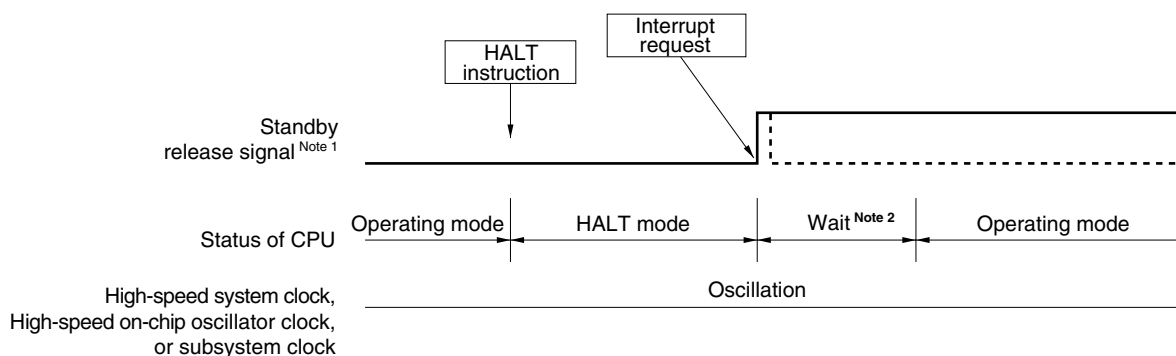 HALT
instruction
Interrupt
request
Standby
release signal Note 1
Status of CPU
Operating mode
HALT mode
Wait Note 2
Operating mode
High-speed system clock,
High-speed on-chip oscillator clock,
or subsystem clock
Oscillation